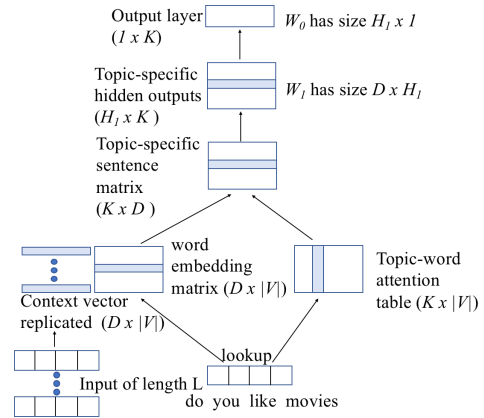 Output layer
(1 x K)
W0 has size H1 x 1
Topic-specific
hidden outputs
(H1 x K )
W1 has size D x H1
Topic-specific
sentence
matrix
(K x D )
word
embedding
matrix (D x |V|)
Topic-word
attention
table (K x |V|)
Context vector
replicated (D x |V|)
lookup
Input of length L
do you like movies